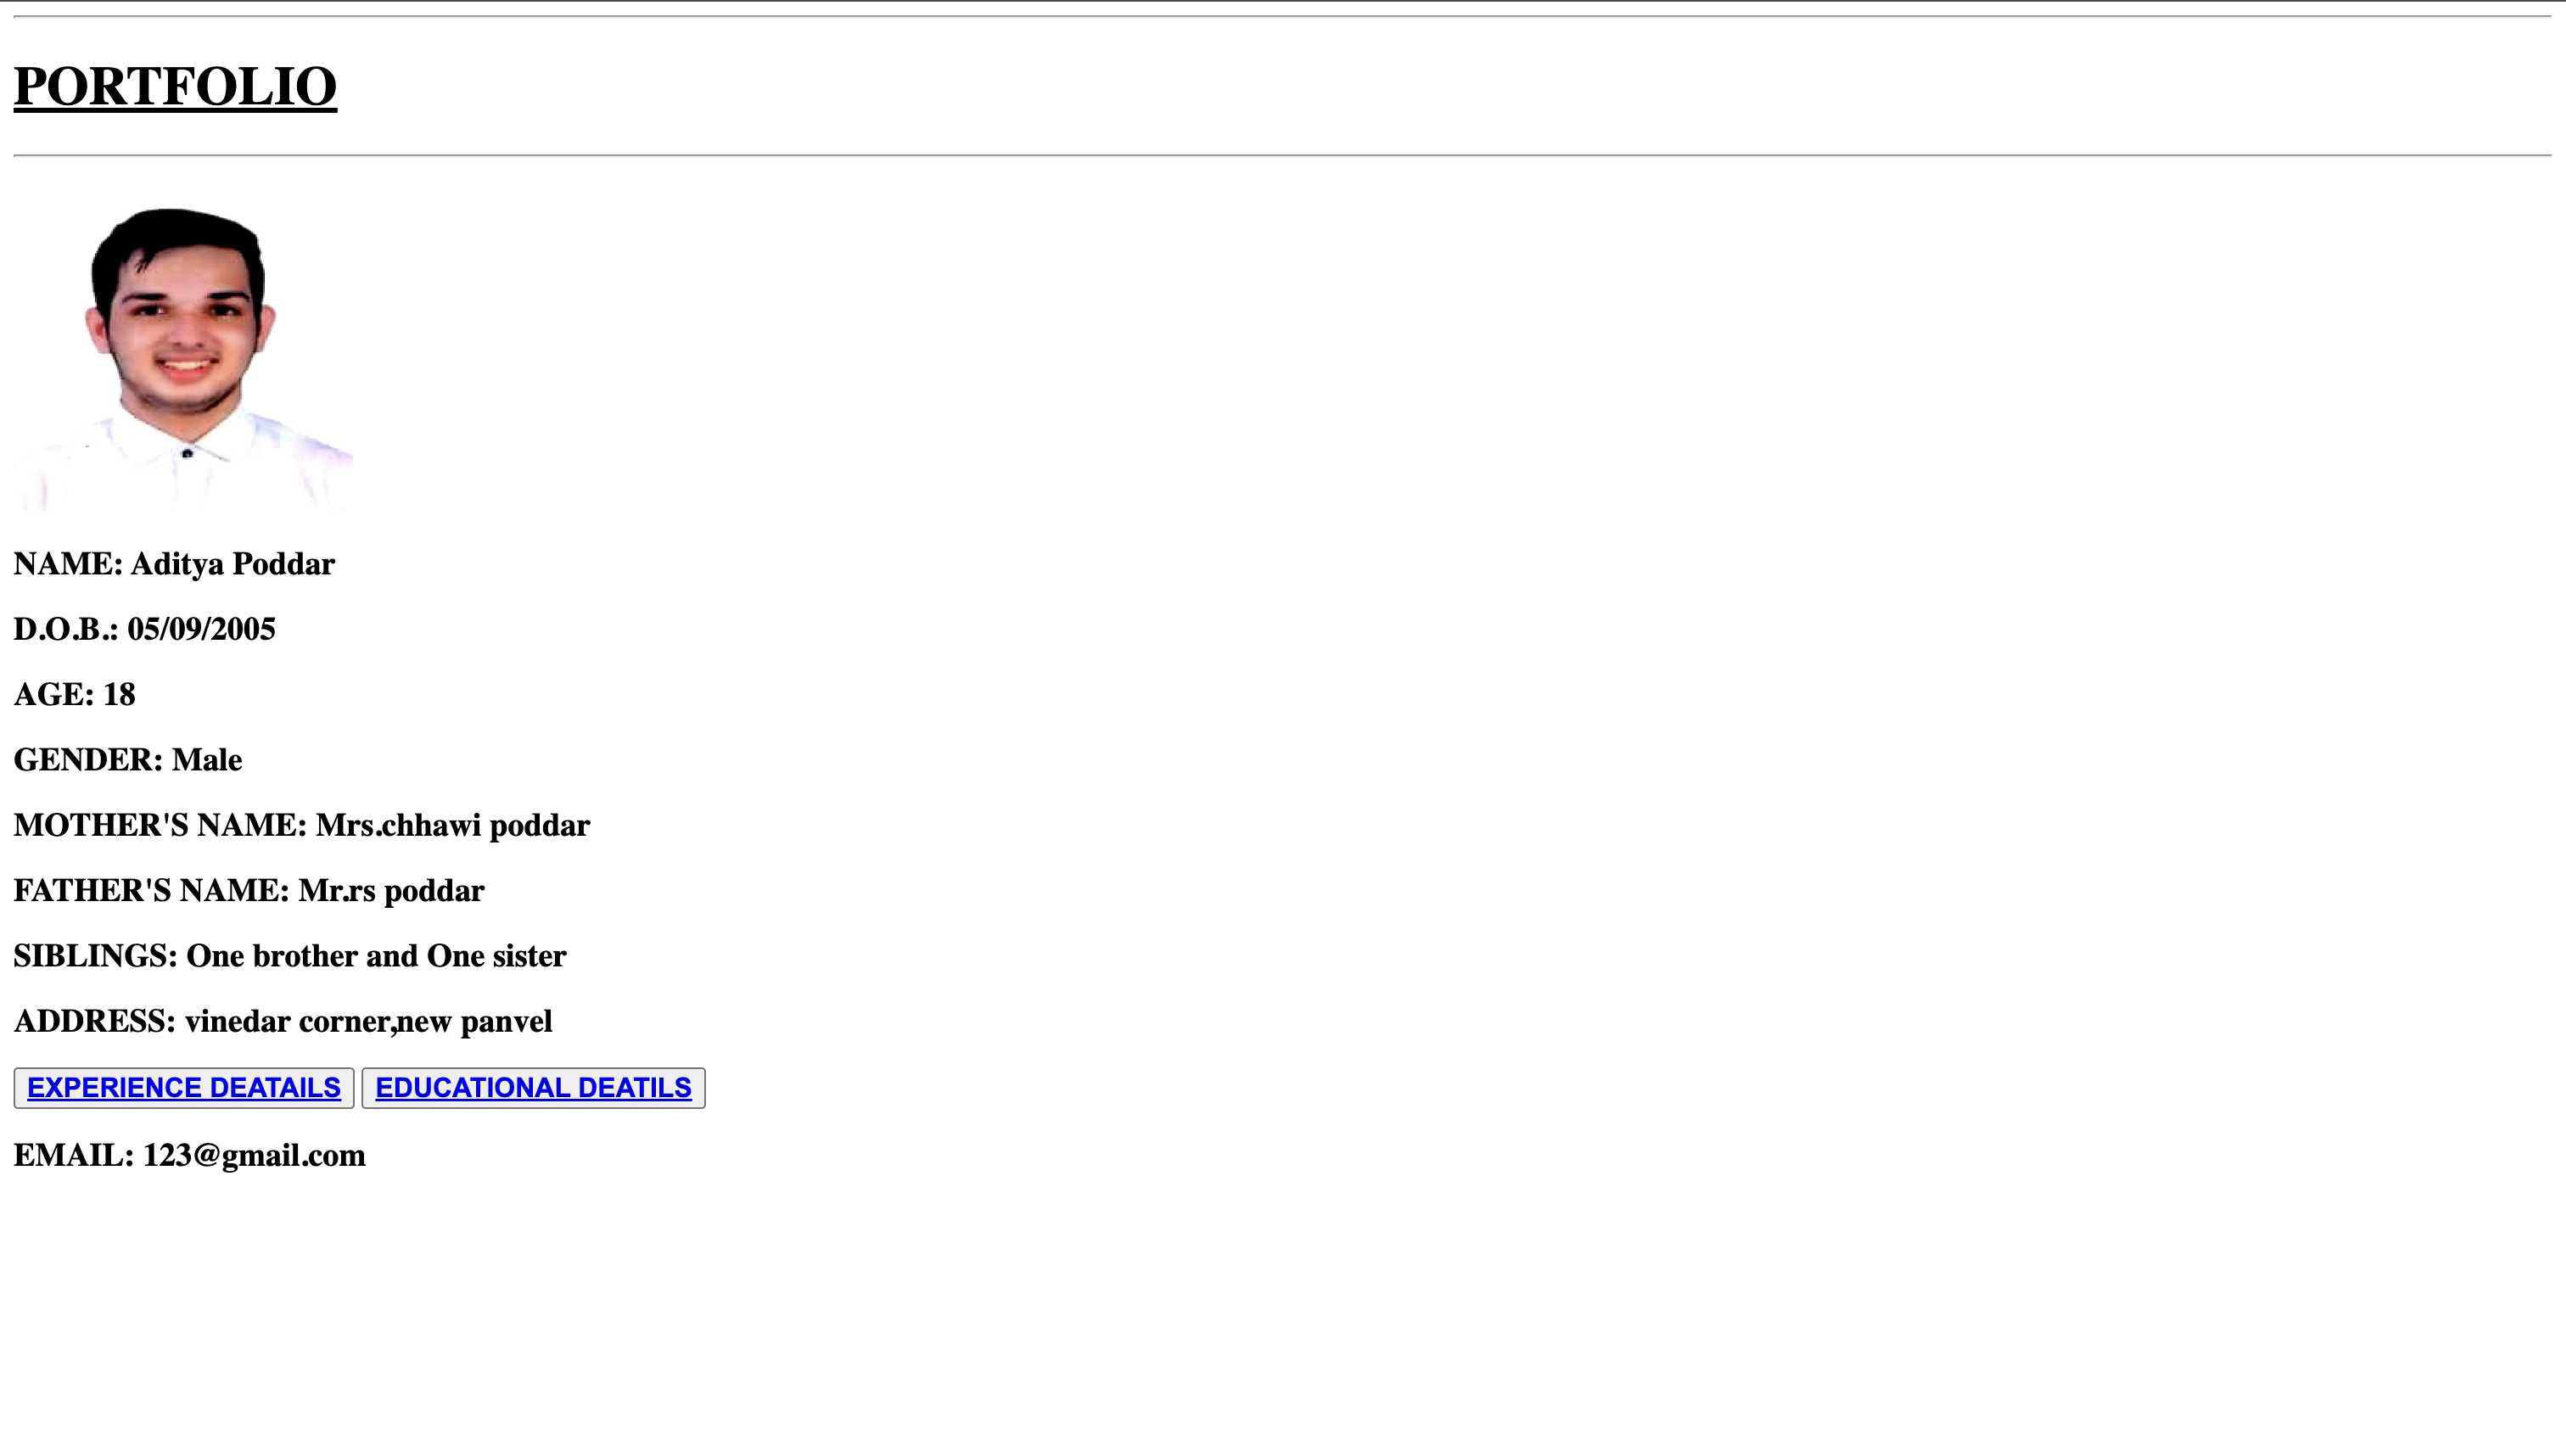 PORTFOLIO
NAME: Aditya Poddar
D.O.B.: 05/09/2005
AGE: 18
GENDER: Male
MOTHER'S NAME: Mrs.chhawi poddar
FATHER'S NAME: Mr.rs poddar
SIBLINGS: One brother and One sister
ADDRESS: vinedar corner,new panvel
EXPERIENCE DEATAILS EDUCATIONAL DEATILS
EMAIL: 123@gmail.com